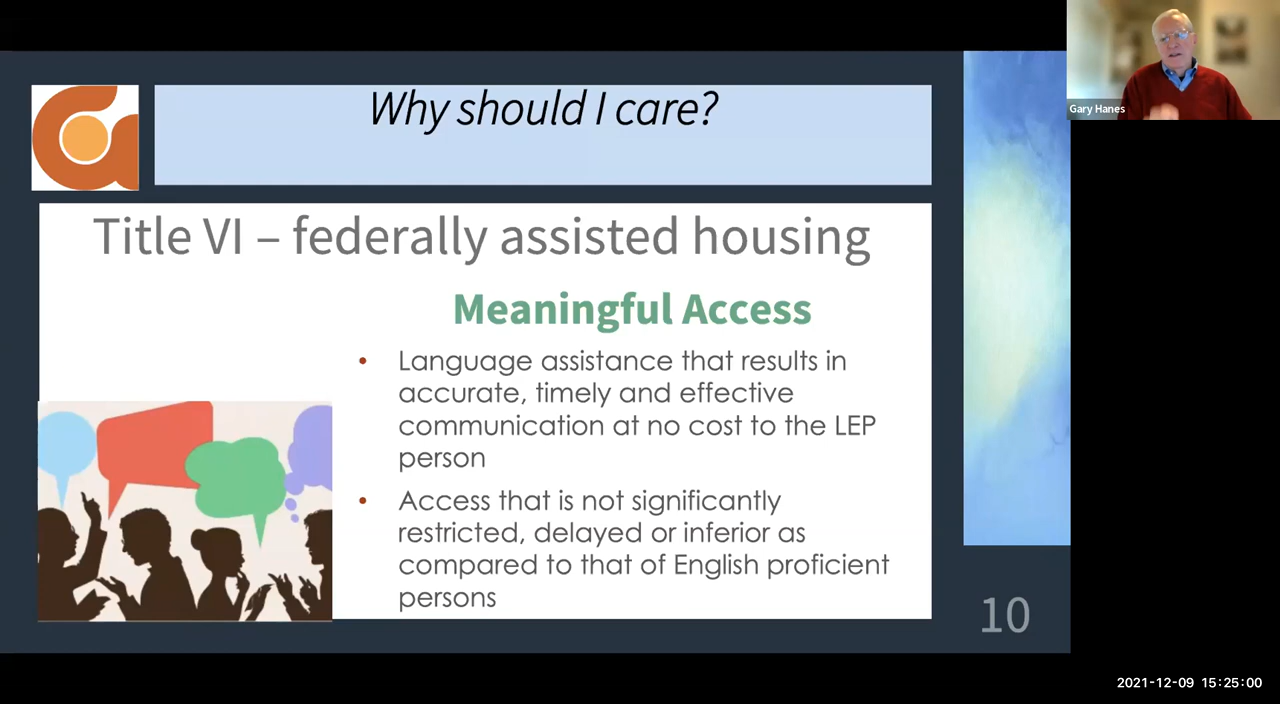 Why should I care?
Gary Hanes
Title VI – federally assisted housing
Meaningful Access
• Language assistance that results in
accurate, timely and effective
communication at no cost to the LEP
person
• Access that is not significantly
restricted, delayed or inferior as
compared to that of English proficient
persons
10
2021-12-09 15:25:00